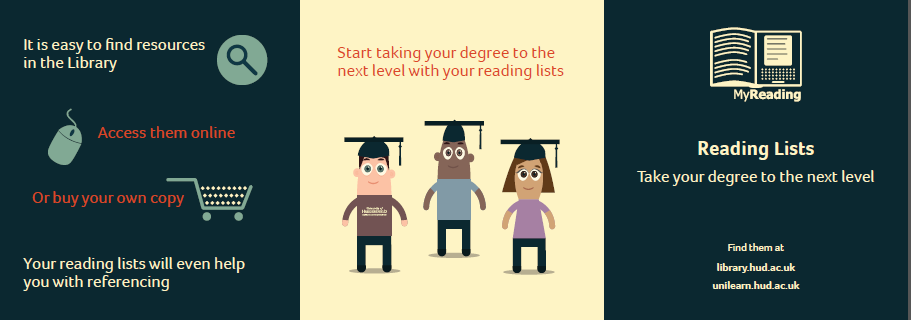 It is easy to find resources
in the Library
Access them online
Or buy your own copy
Your reading lists will even help
you with referencing
Start taking your degree to the
next level with your reading lists
University of
HUDDERSFIELD
MyReading
Reading Lists
Take your degree to the next level
Find them at
library.hud.ac.uk
unilearn.hud.ac.uk